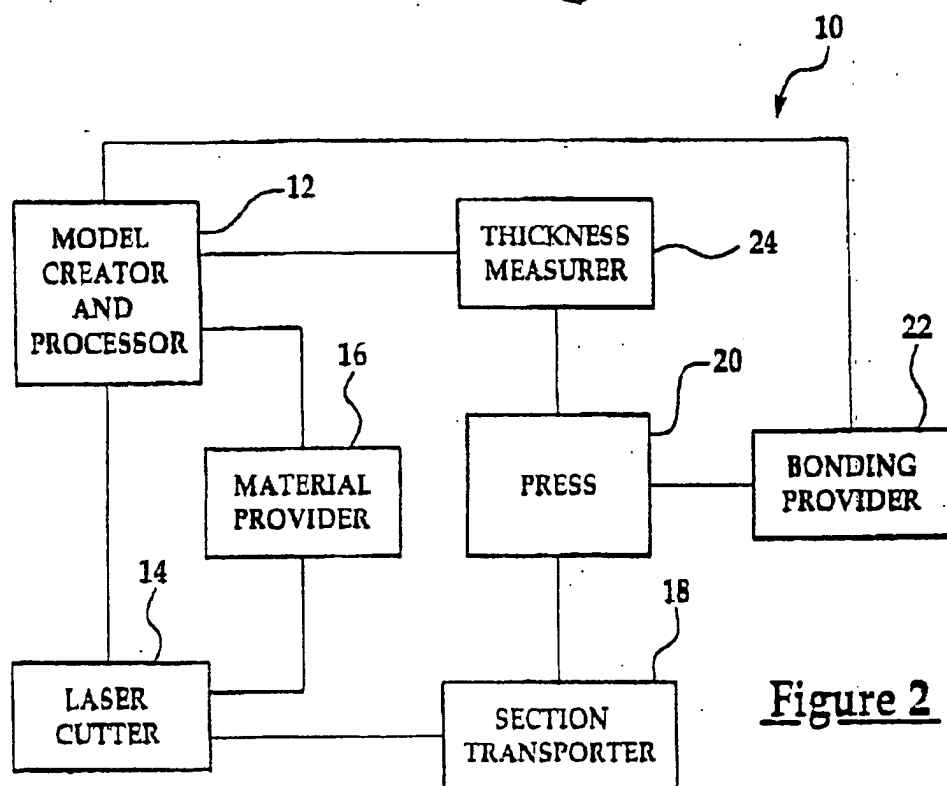 10
12
MODEL
CREATOR
AND
PROCESSOR
THICKNESS
MEASURER
24
16
20
22
MATERIAL
PROVIDER
PRESS
BONDING
PROVIDER
14
18
LASER
CUTTER
SECTION
TRANSPORTER
Figure 2